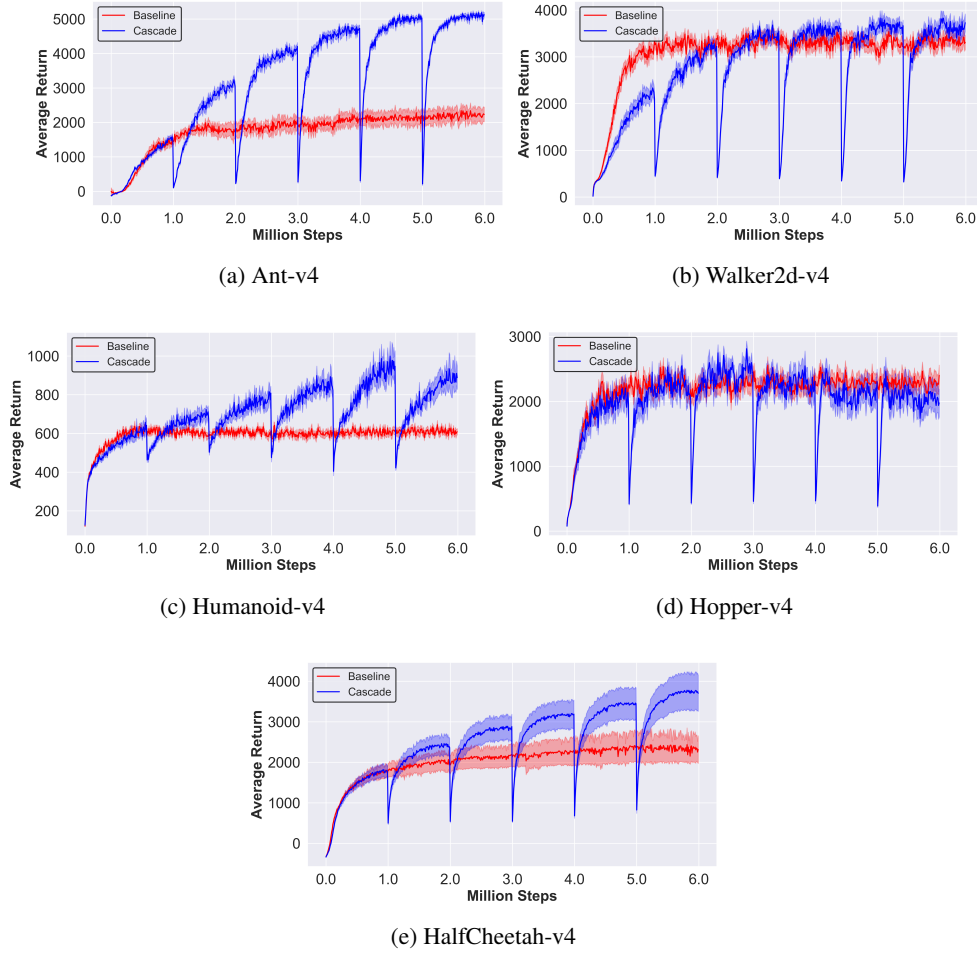 Baseline
Cascade
5000
4000
3000
2000
1000
0
Average Return
0.0 1.0 2.0 3.0 4.0 5.0 6.0
Million Steps
(a) Ant-v4
Baseline
Cascade
4000
3000
2000
1000
0
Average Return
0.0 1.0 2.0 3.0 4.0 5.0 6.0
Million Steps
(b) Walker2d-v4
Baseline
Cascade
1000
800
600
400
200
Average Return
0.0 1.0 2.0 3.0 4.0 5.0 6.0
Million Steps
(c) Humanoid-v4
Baseline
Cascade
3000
2000
1000
0
Average Return
0.0 1.0 2.0 3.0 4.0 5.0 6.0
Million Steps
(d) Hopper-v4
Baseline
Cascade
4000
3000
2000
1000
0
Average Return
0.0 1.0 2.0 3.0 4.0 5.0 6.0
Million Steps
(e) HalfCheetah-v4